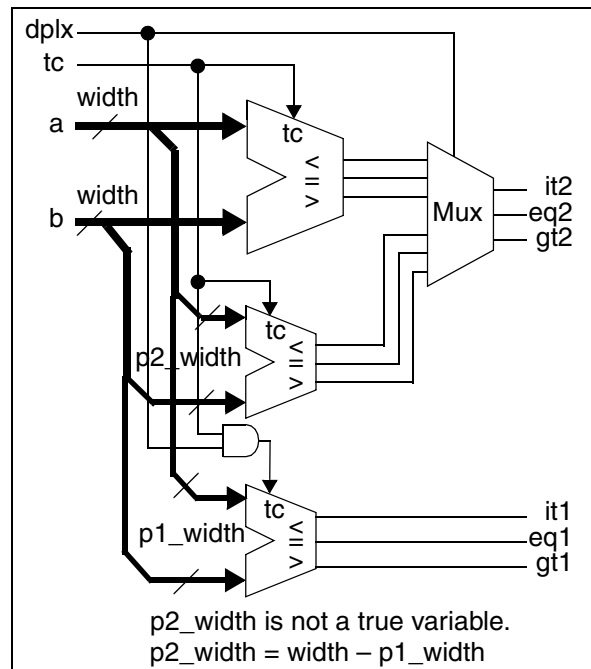 dplx
tc
width
a
tc
< = >
it2
Mux
eq2
gt2
width
b
tc
< = >
p2_width
tc
< = >
p1_width
it1
eq1
gt1
p2_width is not a true variable.
p2_width = width – p1_width